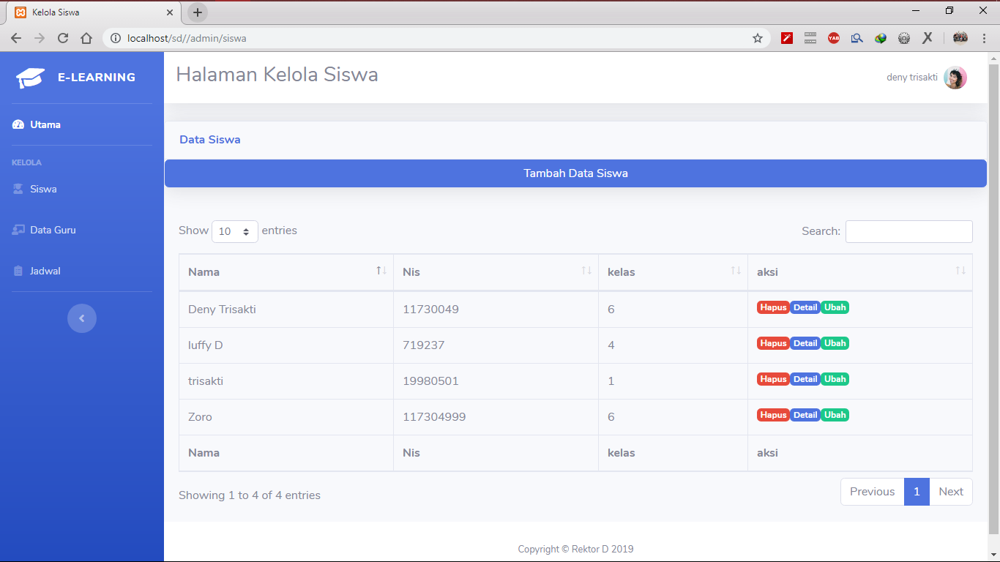 Kelola Siswa
localhost/sd//admin/siswa
YAB
E-LEARNING
Utama
KELOLA
Siswa
Data Guru
Jadwal
Halaman Kelola Siswa
deny trisakti
Data Siswa
Tambah Data Siswa
Show 10 entries
Search:
Nama Nis kelas aksi
Deny Trisakti 11730049 6 Hapus Detail Ubah
luffy D 719237 4 Hapus Detail Ubah
trisakti 19980501 1 Hapus Detail Ubah
Zoro 117304999 6 Hapus Detail Ubah
Nama Nis kelas aksi
Showing 1 to 4 of 4 entries
Previous 1 Next
Copyright © Rektor D 2019